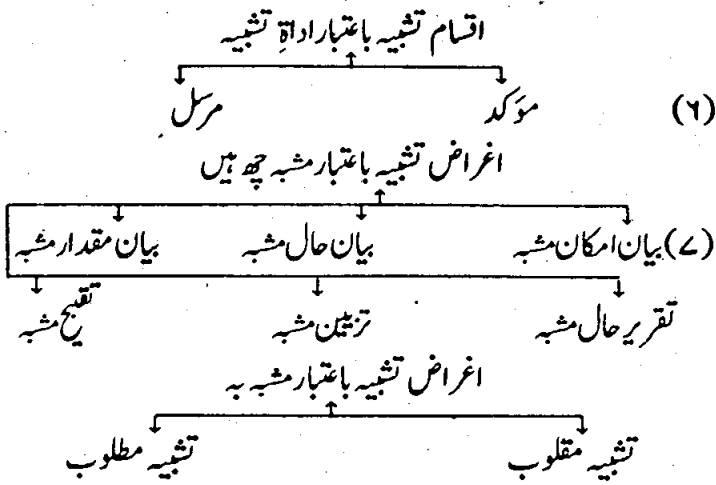 اقسام تشبیہ باعتبار اداۃِ تشبیہ
(۶) مؤکد مرسل
اغراض تشبیہ باعتبار مشبہ چھ ہیں
(۷) بیان امکان مشبہ بیان حال مشبہ بیان مقدار مشبہ
تقریر حال مشبہ تزیین مشبہ تقبیح مشبہ
اغراض تشبیہ باعتبار مشبہ بہ
تشبیہ مقلوب تشبیہ مطلوب